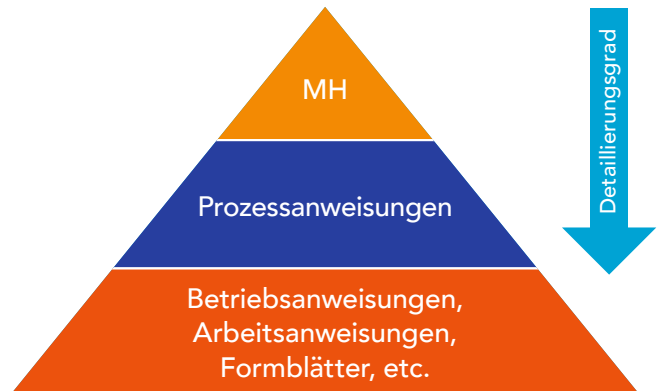 MH
Detaillierungsgrad
Prozessanweisungen
Betriebsanweisungen,
Arbeitsanweisungen,
Formblätter, etc.